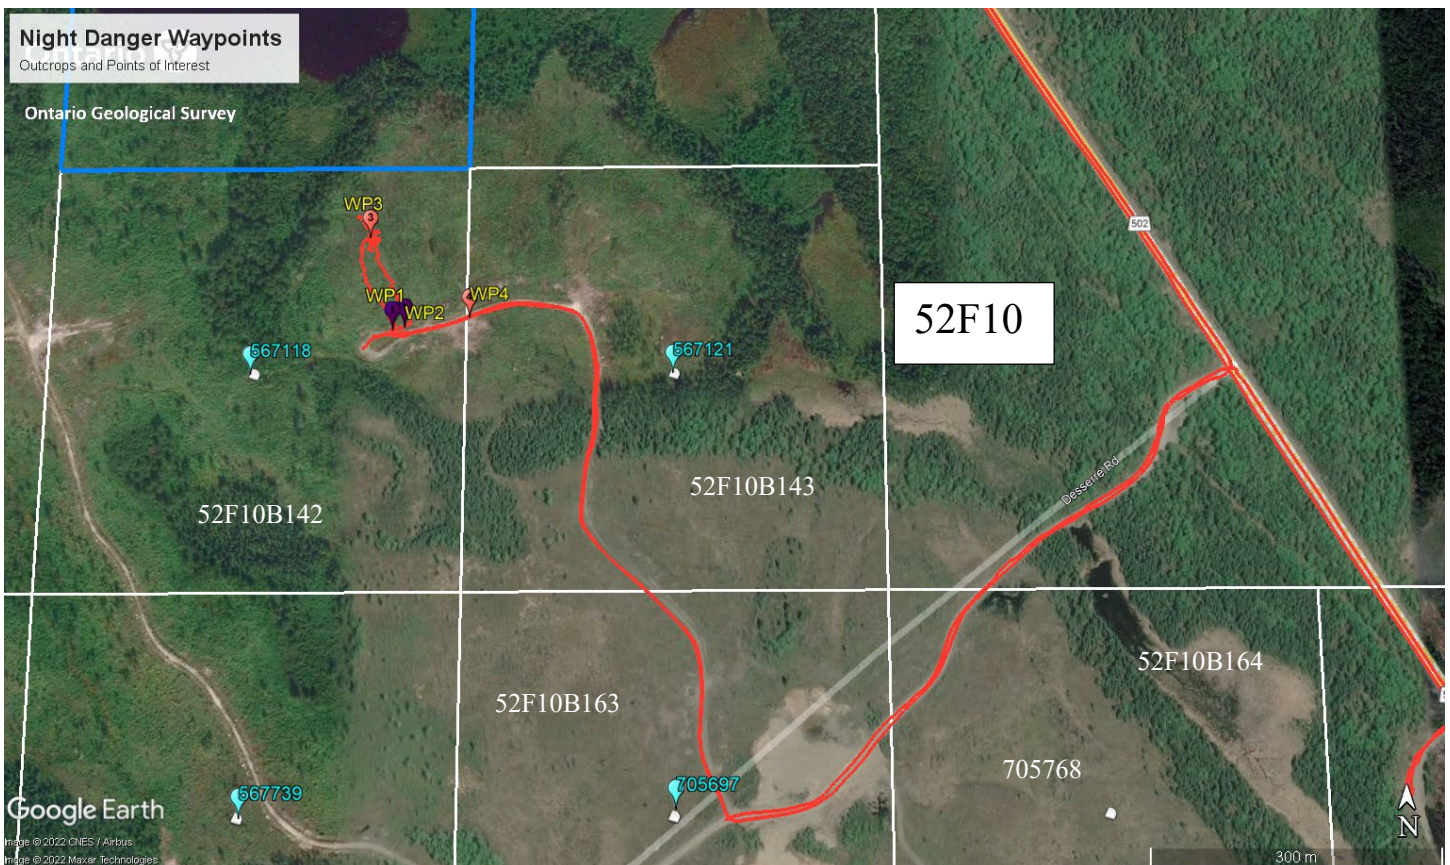 Night Danger Waypoints
Outcrops and Points of Interest
Ontario
Ontario Geological Survey
WP3
502
WP1
WP2
WP4
52F10
567118
567121
Desserre Rd
52F10B143
52F10B142
52F10B164
52F10B163
705768
705697
567739
Google Earth
N
Image © 2022 CNES / Airbus
Image © 2022 Maxar Technologies
300 m